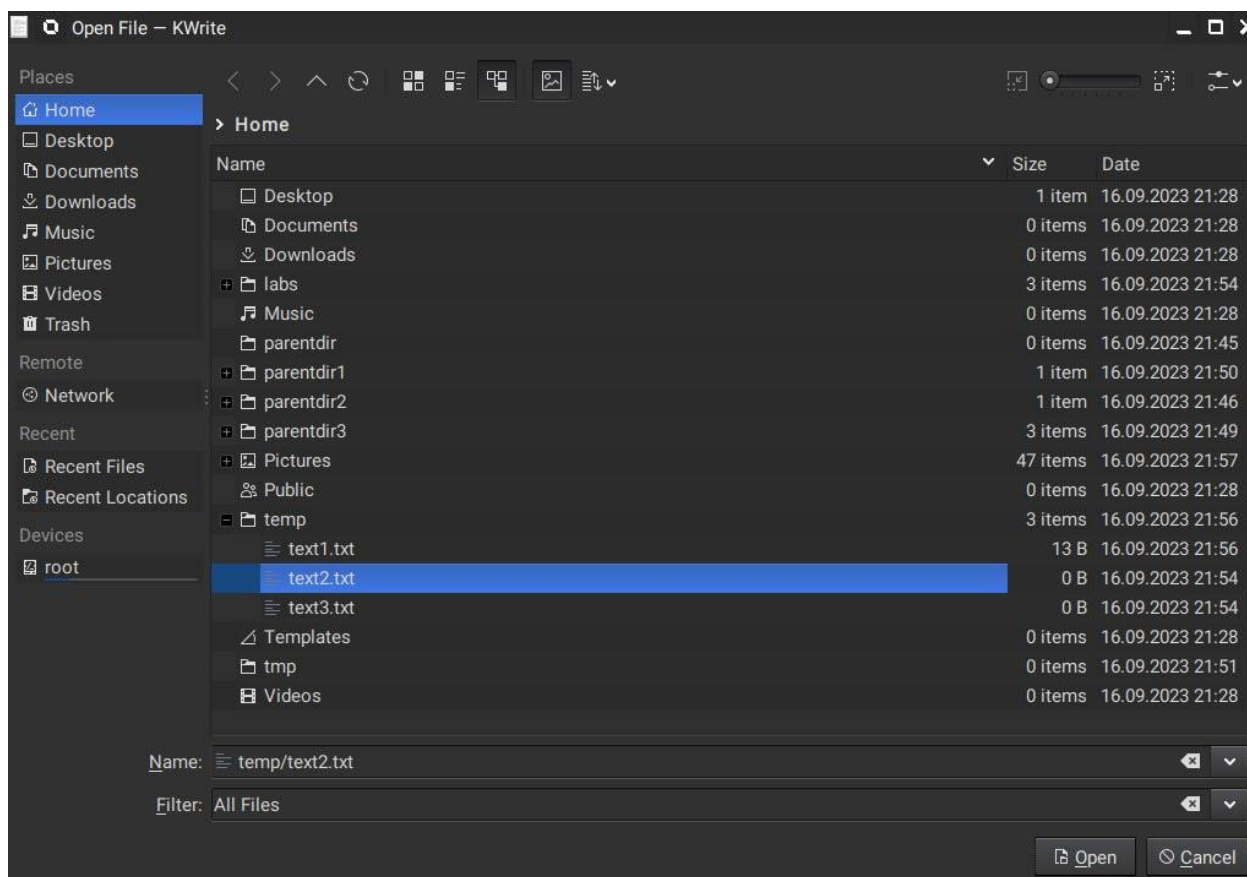 Open File — KWrite
Places
Home
Desktop
Documents
Downloads
Music
Pictures
Videos
Trash
Remote
Network
Recent
Recent Files
Recent Locations
Devices
root
> Home
Name Size Date
Desktop 1 item 16.09.2023 21:28
Documents 0 items 16.09.2023 21:28
Downloads 0 items 16.09.2023 21:28
labs 3 items 16.09.2023 21:54
Music 0 items 16.09.2023 21:28
parentdir 0 items 16.09.2023 21:45
parentdir1 1 item 16.09.2023 21:50
parentdir2 1 item 16.09.2023 21:46
parentdir3 3 items 16.09.2023 21:49
Pictures 47 items 16.09.2023 21:57
Public 0 items 16.09.2023 21:28
temp 3 items 16.09.2023 21:56
text1.txt 13 B 16.09.2023 21:56
text2.txt 0 B 16.09.2023 21:54
text3.txt 0 B 16.09.2023 21:54
Templates 0 items 16.09.2023 21:28
tmp 0 items 16.09.2023 21:51
Videos 0 items 16.09.2023 21:28
Name: temp/text2.txt
Filter: All Files
Open Cancel